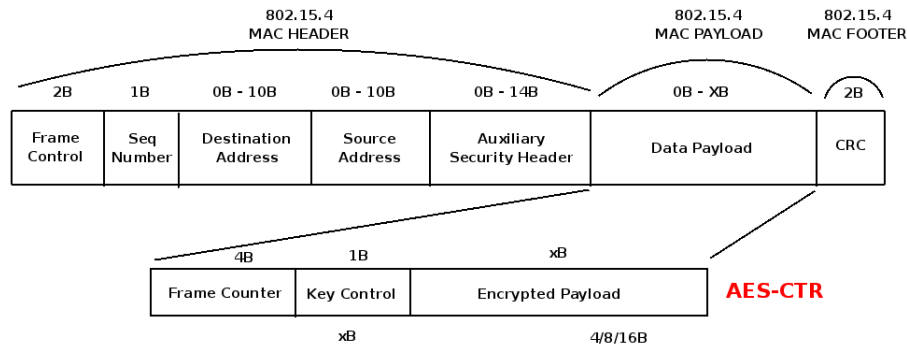 802.15.4 802.15.4 802.15.4
MAC HEADER MAC PAYLOAD MAC FOOTER
2B 1B 0B - 10B 0B - 10B 0B - 14B 0B - XB 2B
Frame Control Seq Number Destination Address Source Address Auxiliary Security Header Data Payload CRC
4B 1B xB
Frame Counter Key Control Encrypted Payload AES-CTR
xB 4/8/16B